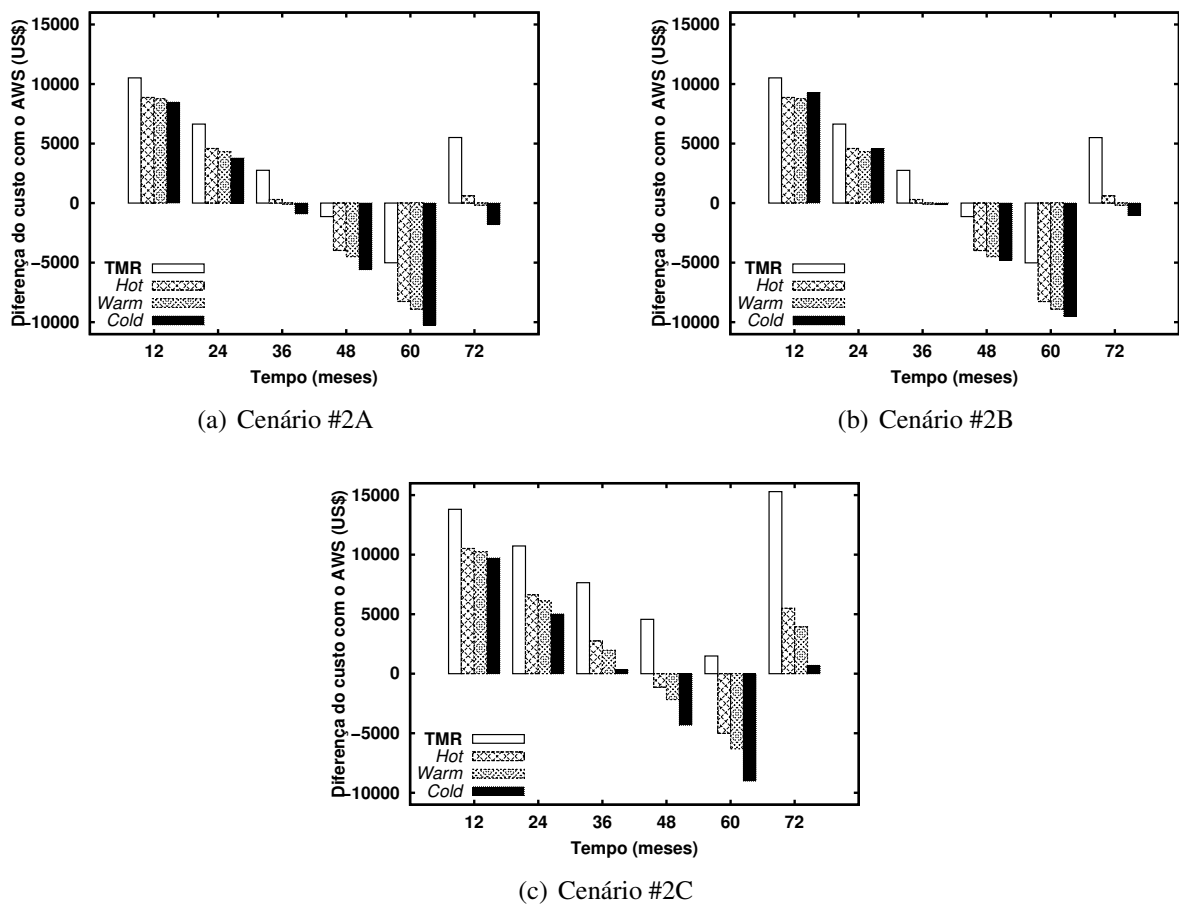 Diferença do custo com o AWS (US$)
15000
10000
5000
0
−5000
−10000
TMR
Hot
Warm
Cold
12 24 36 48 60 72
Tempo (meses)
(a) Cenário #2A
Diferença do custo com o AWS (US$)
15000
10000
5000
0
−5000
−10000
TMR
Hot
Warm
Cold
12 24 36 48 60 72
Tempo (meses)
(b) Cenário #2B
Diferença do custo com o AWS (US$)
15000
10000
5000
0
−5000
−10000
TMR
Hot
Warm
Cold
12 24 36 48 60 72
Tempo (meses)
(c) Cenário #2C